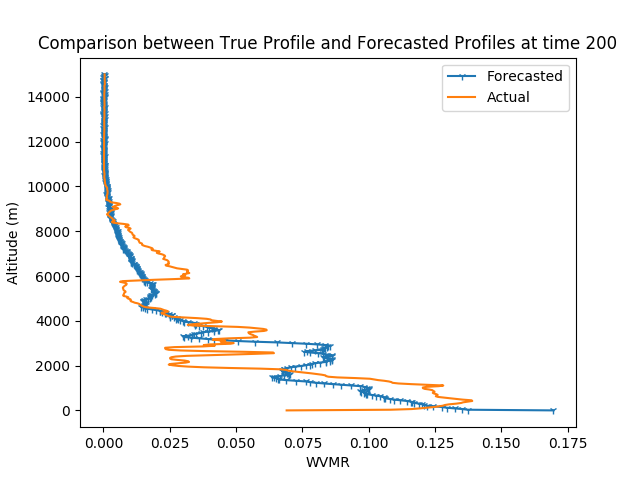 Comparison between True Profile and Forecasted Profiles at time 200
Forecasted
Actual
14000
12000
10000
8000
6000
4000
2000
0
Altitude (m)
0.000 0.025 0.050 0.075 0.100 0.125 0.150 0.175
WVMR